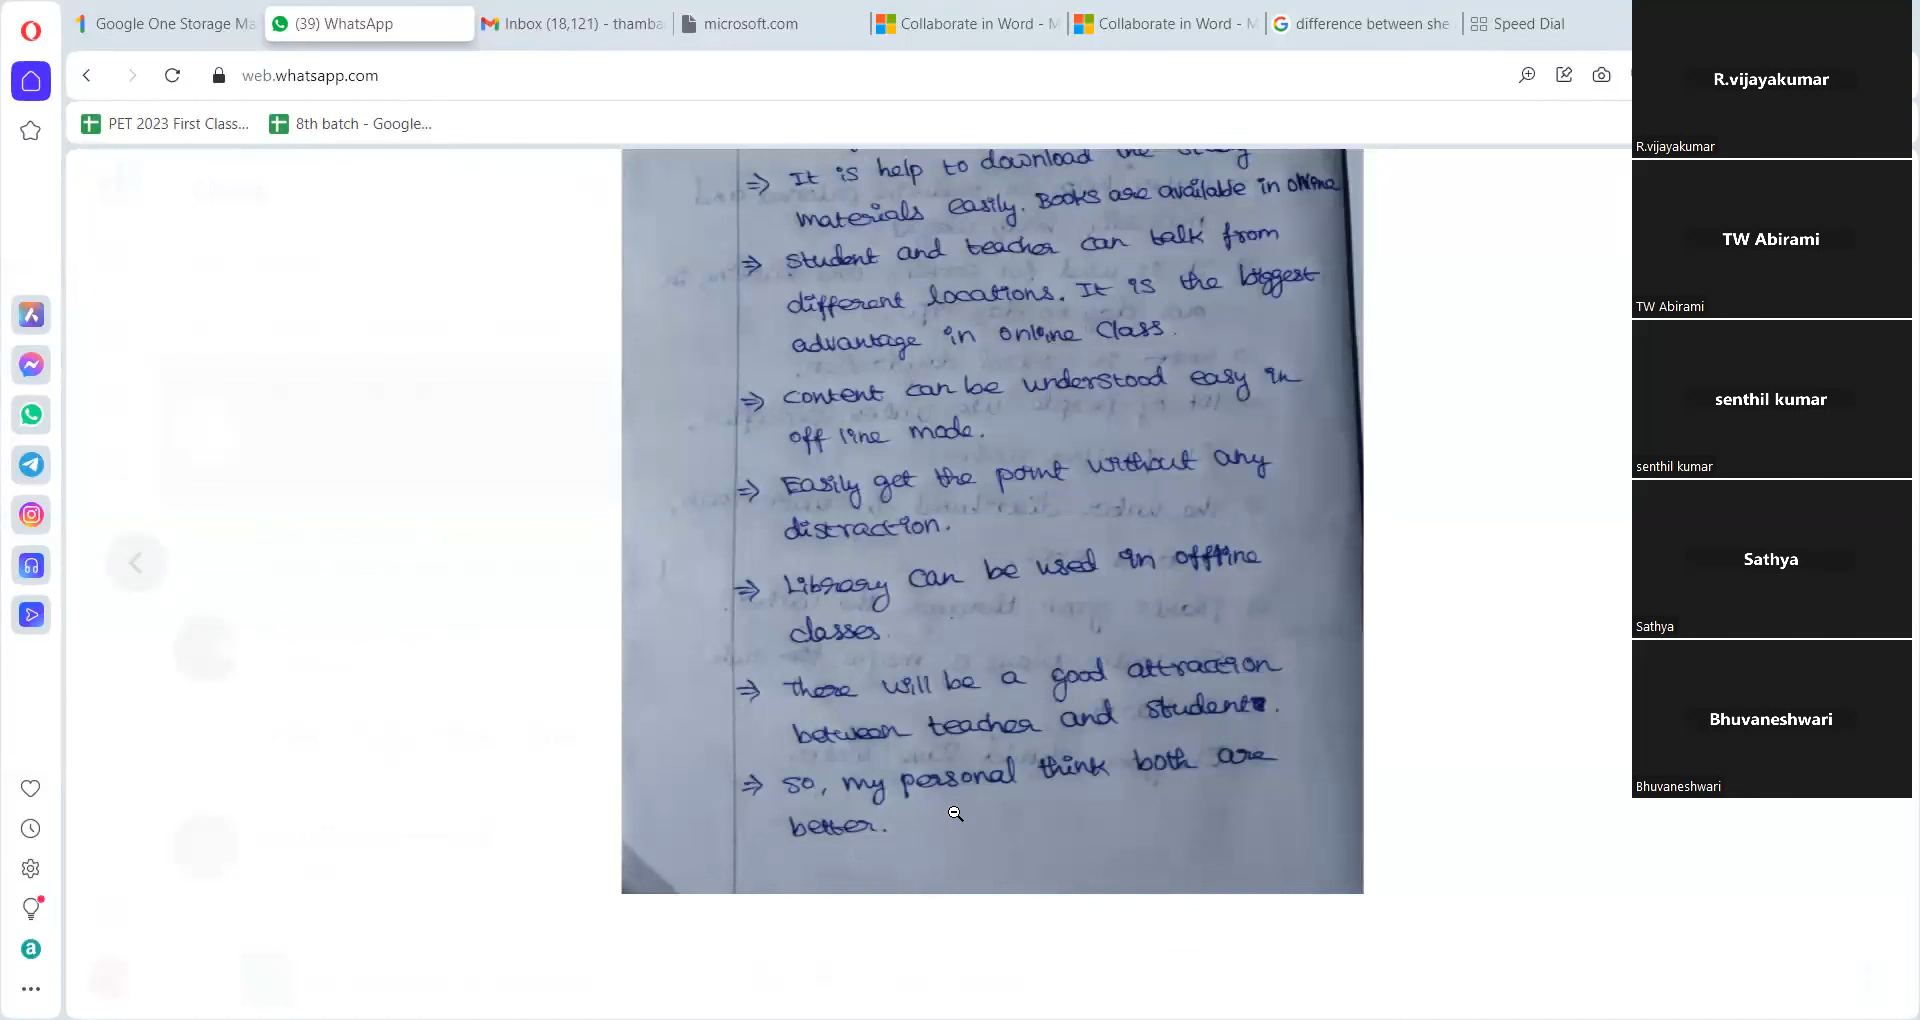 Google One Storage Ma
(39) WhatsApp
Inbox (18,121) - thamba
microsoft.com
Collaborate in Word - M
Collaborate in Word - M
difference between she
Speed Dial
web.whatsapp.com
PET 2023 First Class...
8th batch - Google...
⇒ It is help to download the
materials easily. Books are available in online
⇒ Student and teacher can talk from
different locations. It is the biggest
advantage in online Class.
⇒ content can be understood easy in
off line mode.
⇒ Easily get the point without any
distraction.
⇒ Library can be used in offline
classes.
⇒ there will be a good attraction
between teacher and student.
⇒ So, my personal think both are
better.
R.vijayakumar
R.vijayakumar
TW Abirami
TW Abirami
senthil kumar
senthil kumar
Sathya
Sathya
Bhuvaneshwari
Bhuvaneshwari